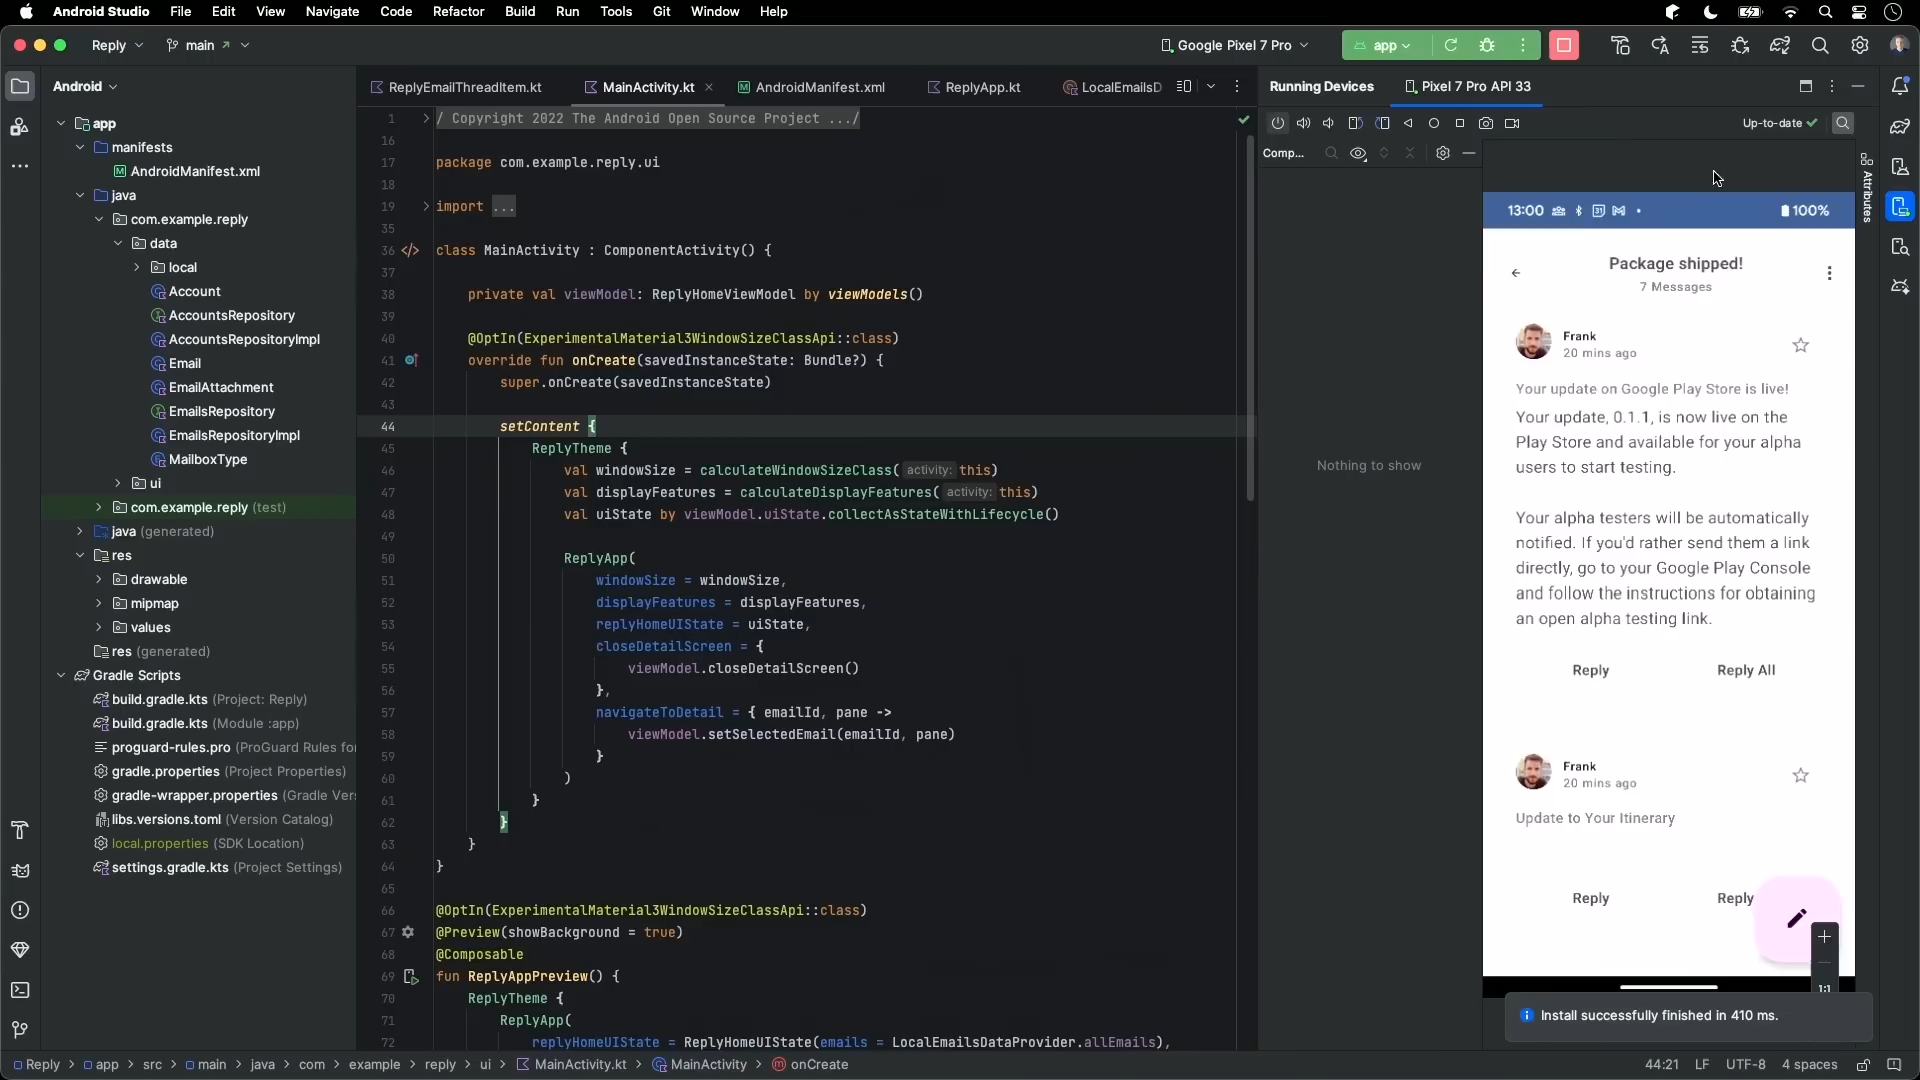 Android Studio File Edit View Navigate Code Refactor Build Run Tools Git Window Help
Reply main Google Pixel 7 Pro app
Android
app
manifests
AndroidManifest.xml
java
com.example.reply
data
local
Account
AccountsRepository
AccountsRepositoryImpl
Email
EmailAttachment
EmailsRepository
EmailsRepositoryImpl
MailboxType
ui
com.example.reply (test)
java (generated)
res
drawable
mipmap
values
res (generated)
Gradle Scripts
build.gradle.kts (Project: Reply)
build.gradle.kts (Module :app)
proguard-rules.pro (ProGuard Rules for
gradle.properties (Project Properties)
gradle-wrapper.properties (Gradle Ver
libs.versions.toml (Version Catalog)
local.properties (SDK Location)
settings.gradle.kts (Project Settings)
ReplyEmailThreadItem.kt MainActivity.kt AndroidManifest.xml ReplyApp.kt LocalEmailsD
1 / Copyright 2022 The Android Open Source Project .../
16
17 package com.example.reply.ui
18
19 import ...
35
36 class MainActivity : ComponentActivity() {
37
38 private val viewModel: ReplyHomeViewModel by viewModels()
39
40 @OptIn(ExperimentalMaterial3WindowSizeClassApi::class)
41 override fun onCreate(savedInstanceState: Bundle?) {
42 super.onCreate(savedInstanceState)
43
44 setContent {
45 ReplyTheme {
46 val windowSize = calculateWindowSizeClass( activity: this)
47 val displayFeatures = calculateDisplayFeatures( activity: this)
48 val uiState by viewModel.uiState.collectAsStateWithLifecycle()
49
50 ReplyApp(
51 windowSize = windowSize,
52 displayFeatures = displayFeatures,
53 replyHomeUIState = uiState,
54 closeDetailScreen = {
55 viewModel.closeDetailScreen()
56 },
57 navigateToDetail = { emailId, pane ->
58 viewModel.setSelectedEmail(emailId, pane)
59 }
60 )
61 }
62 }
63 }
64 }
65
66 @OptIn(ExperimentalMaterial3WindowSizeClassApi::class)
67 @Preview(showBackground = true)
68 @Composable
69 fun ReplyAppPreview() {
70 ReplyTheme {
71 ReplyApp(
72 replyHomeUIState = ReplyHomeUIState(emails = LocalEmailsDataProvider.allEmails),
Running Devices Pixel 7 Pro API 33
Up-to-date
Comp...
Nothing to show
Attributes
13:00 31 100%
Package shipped!
7 Messages
Frank
20 mins ago
Your update on Google Play Store is live!
Your update, 0.1.1, is now live on the
Play Store and available for your alpha
users to start testing.
Your alpha testers will be automatically
notified. If you'd rather send them a link
directly, go to your Google Play Console
and follow the instructions for obtaining
an open alpha testing link.
Reply Reply All
Frank
20 mins ago
Update to Your Itinerary
Reply Reply
1:1
Install successfully finished in 410 ms.
Reply app src main java com example reply ui MainActivity.kt MainActivity onCreate 44:21 LF UTF-8 4 spaces